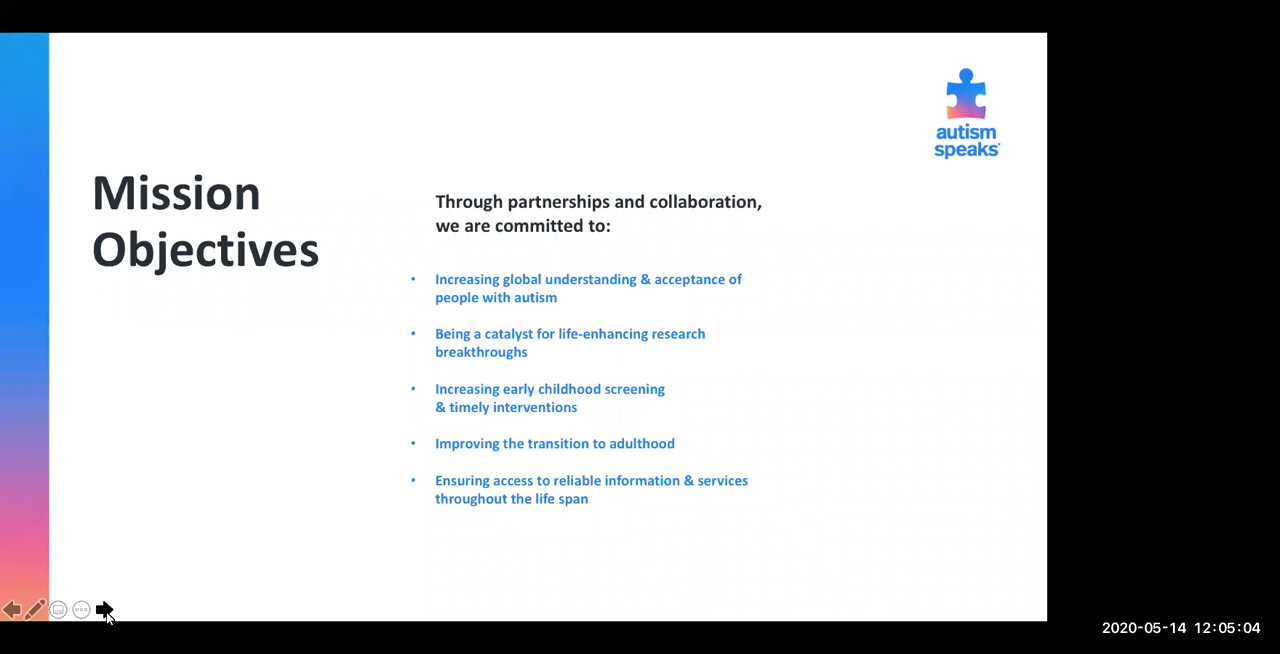 autism
speaks
Mission
Objectives
Through partnerships and collaboration,
we are committed to:
• Increasing global understanding & acceptance of
people with autism
• Being a catalyst for life-enhancing research
breakthroughs
• Increasing early childhood screening
& timely interventions
• Improving the transition to adulthood
• Ensuring access to reliable information & services
throughout the life span
2020-05-14 12:05:04